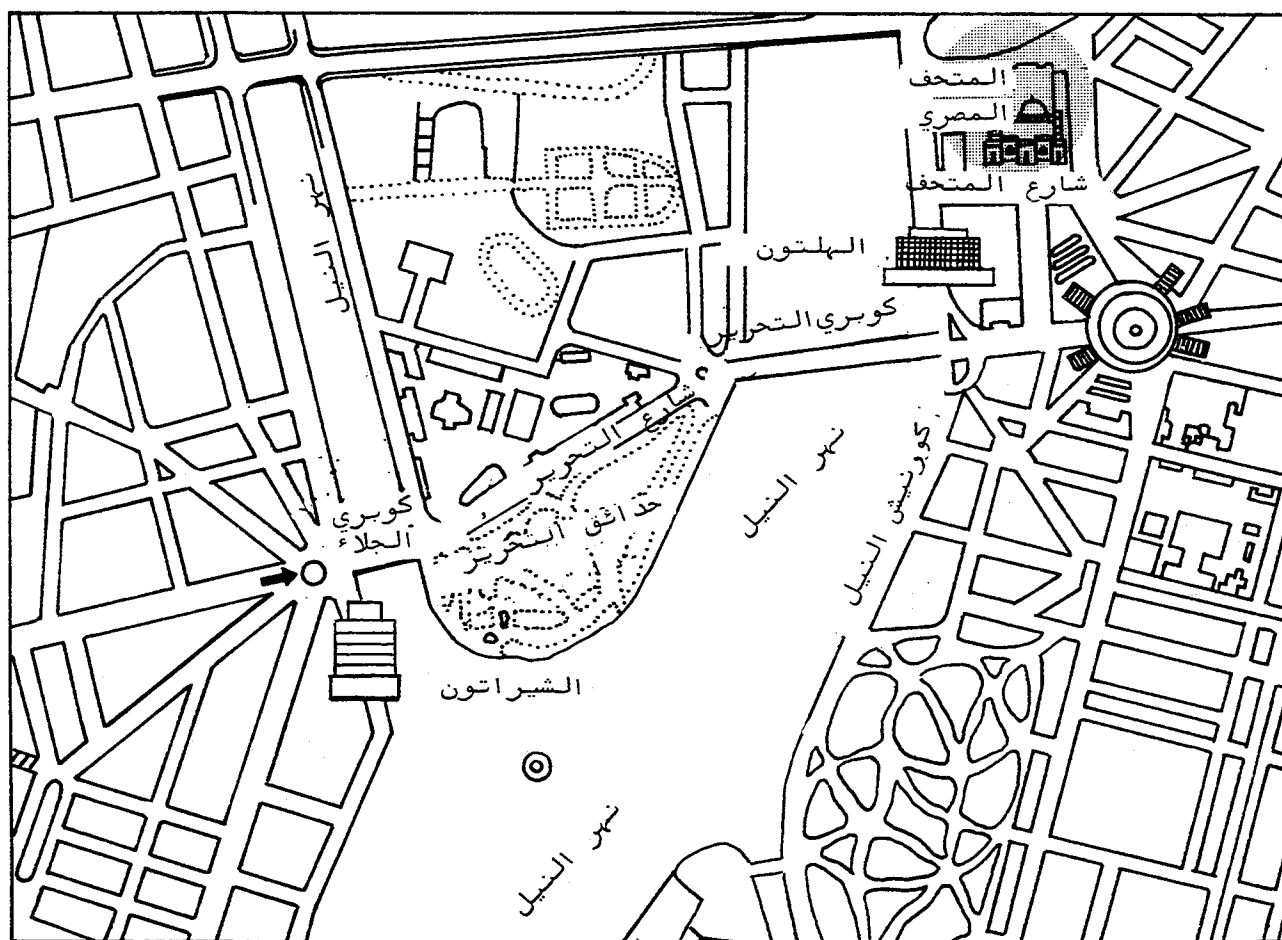 المتحف
المصري
شارع المتحف
الهلتون
كوبري التحرير
نهر النيل
شارع التحرير
حدائق التحرير
نهر النيل
كورنيش النيل
كوبري
الجلاء
الشيراتون
نهر النيل